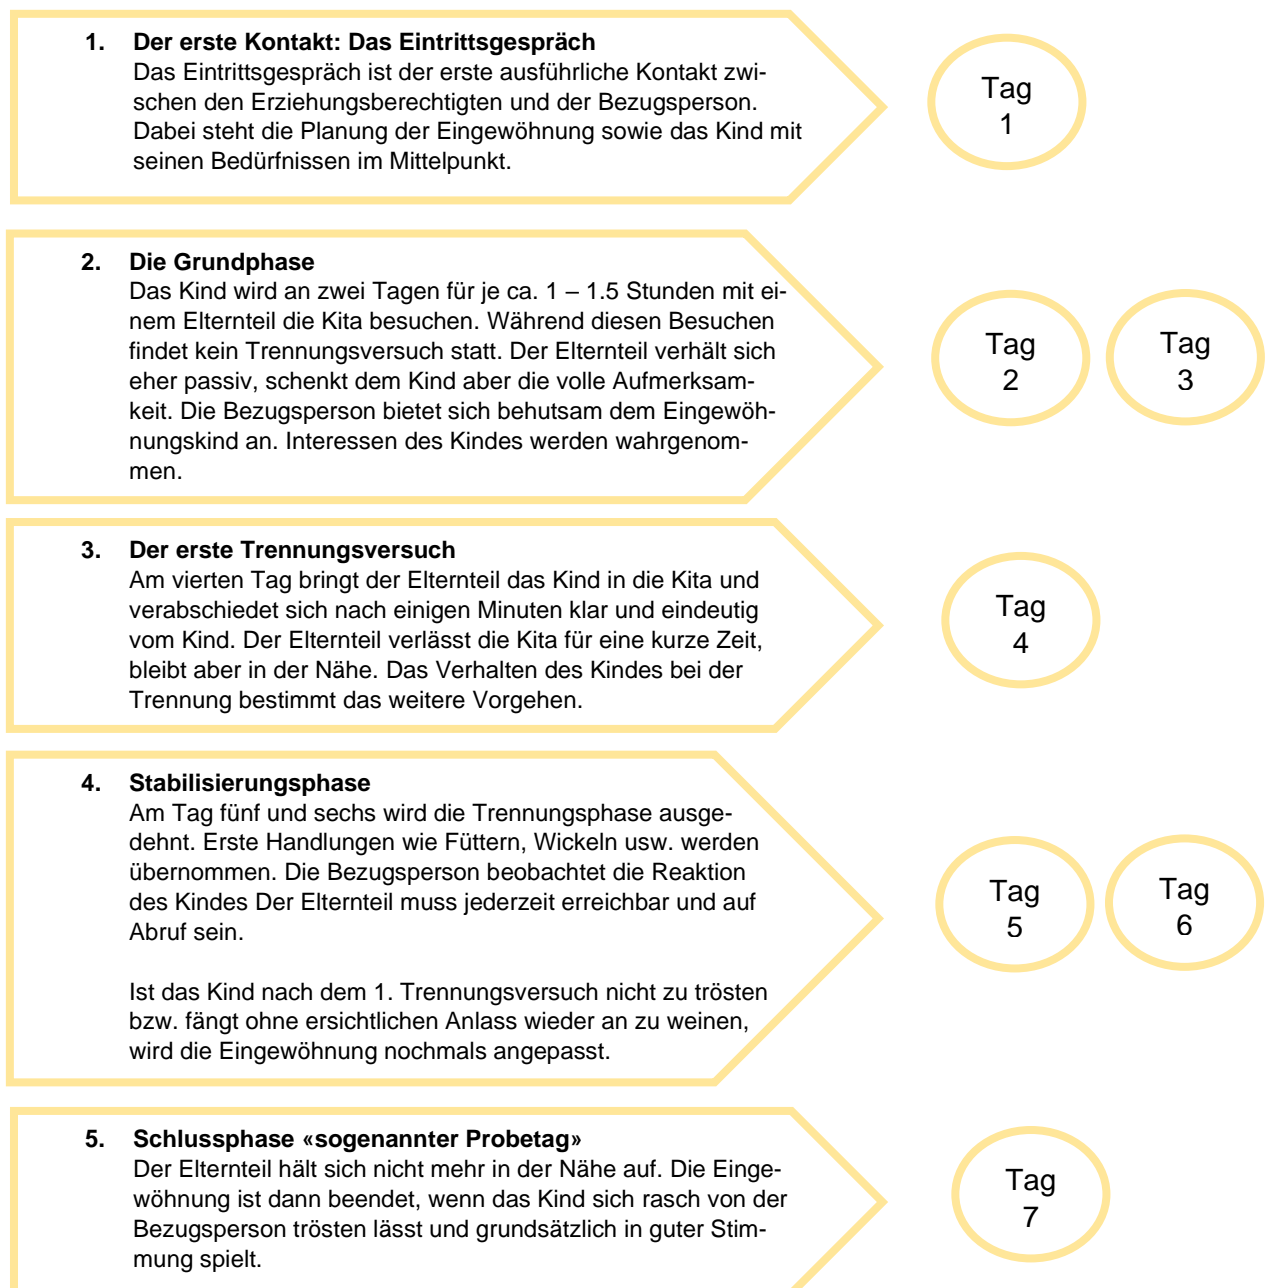 1. Der erste Kontakt: Das Eintrittsgespräch
Das Eintrittsgespräch ist der erste ausführliche Kontakt zwi-
schen den Erziehungsberechtigten und der Bezugsperson.
Dabei steht die Planung der Eingewöhnung sowie das Kind mit
seinen Bedürfnissen im Mittelpunkt.
Tag
1
2. Die Grundphase
Das Kind wird an zwei Tagen für je ca. 1 – 1.5 Stunden mit ei-
nem Elternteil die Kita besuchen. Während diesen Besuchen
findet kein Trennungsversuch statt. Der Elternteil verhält sich
eher passiv, schenkt dem Kind aber die volle Aufmerksam-
keit. Die Bezugsperson bietet sich behutsam dem Eingewöh-
nungskind an. Interessen des Kindes werden wahrgenom-
men.
Tag
2
Tag
3
3. Der erste Trennungsversuch
Am vierten Tag bringt der Elternteil das Kind in die Kita und
verabschiedet sich nach einigen Minuten klar und eindeutig
vom Kind. Der Elternteil verlässt die Kita für eine kurze Zeit,
bleibt aber in der Nähe. Das Verhalten des Kindes bei der
Trennung bestimmt das weitere Vorgehen.
Tag
4
4. Stabilisierungsphase
Am Tag fünf und sechs wird die Trennungsphase ausge-
dehnt. Erste Handlungen wie Füttern, Wickeln usw. werden
übernommen. Die Bezugsperson beobachtet die Reaktion
des Kindes Der Elternteil muss jederzeit erreichbar und auf
Abruf sein.
Ist das Kind nach dem 1. Trennungsversuch nicht zu trösten
bzw. fängt ohne ersichtlichen Anlass wieder an zu weinen,
wird die Eingewöhnung nochmals angepasst.
Tag
5
Tag
6
5. Schlussphase «sogenannter Probetag»
Der Elternteil hält sich nicht mehr in der Nähe auf. Die Einge-
wöhnung ist dann beendet, wenn das Kind sich rasch von der
Bezugsperson trösten lässt und grundsätzlich in guter Stim-
mung spielt.
Tag
7